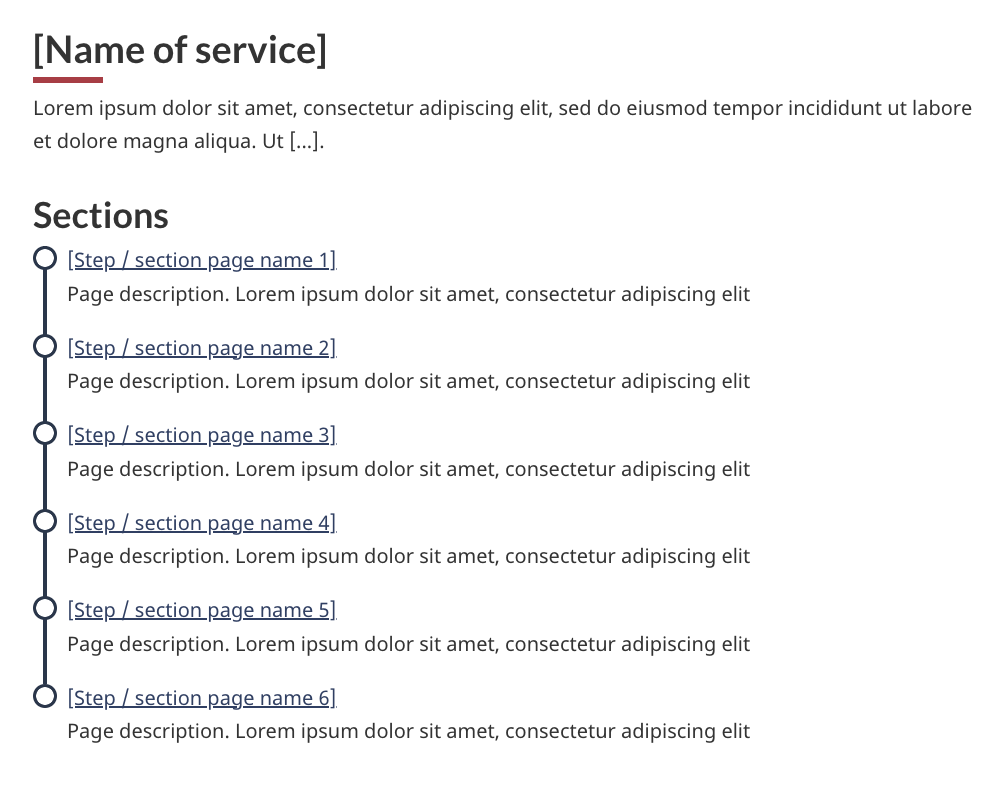 [Name of service]
Lorem ipsum dolor sit amet, consectetur adipiscing elit, sed do eiusmod tempor incididunt ut labore
et dolore magna aliqua. Ut [...].
Sections
[Step / section page name 1]
Page description. Lorem ipsum dolor sit amet, consectetur adipiscing elit
[Step / section page name 2]
Page description. Lorem ipsum dolor sit amet, consectetur adipiscing elit
[Step / section page name 3]
Page description. Lorem ipsum dolor sit amet, consectetur adipiscing elit
[Step / section page name 4]
Page description. Lorem ipsum dolor sit amet, consectetur adipiscing elit
[Step / section page name 5]
Page description. Lorem ipsum dolor sit amet, consectetur adipiscing elit
[Step / section page name 6]
Page description. Lorem ipsum dolor sit amet, consectetur adipiscing elit